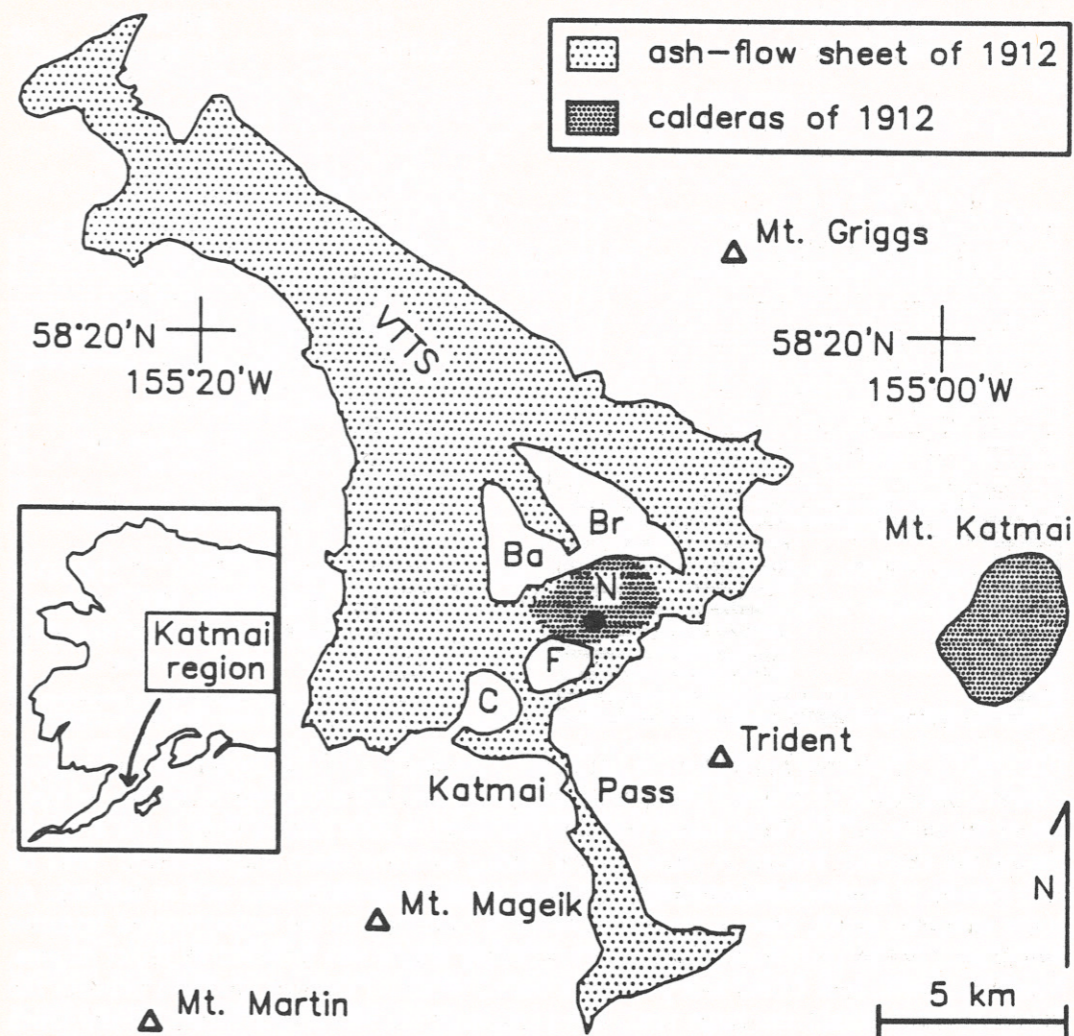 ash-flow sheet of 1912
calderas of 1912
Mt. Griggs
58°20'N
155°20'W
VTTS
58°20'N
155°00'W
Br
Ba
Mt. Katmai
N
Katmai
region
F
C
Trident
Katmai Pass
N
Mt. Mageik
5 km
Mt. Martin